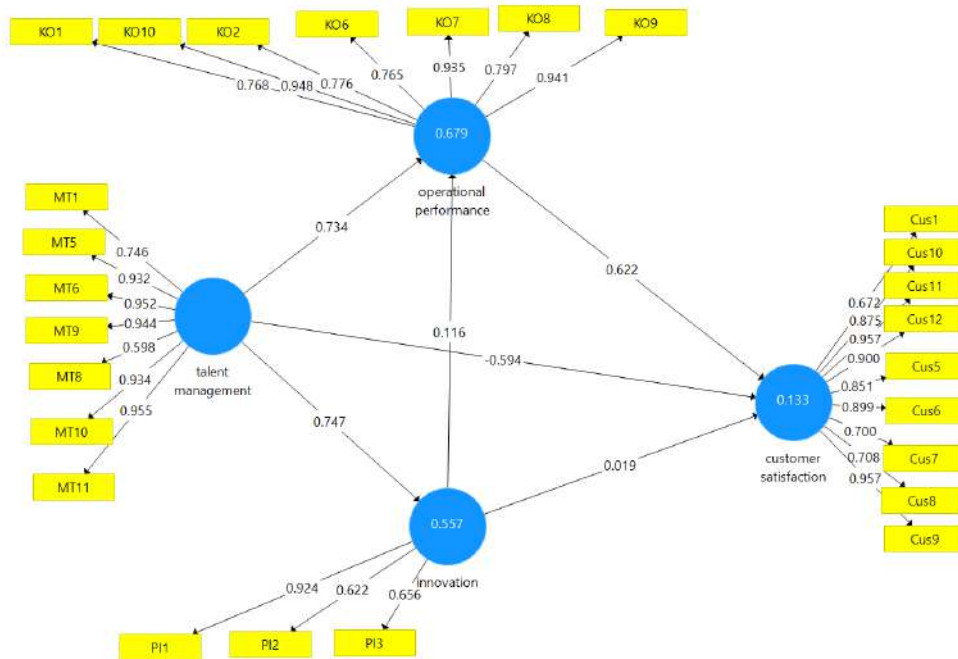 KO1
KO10
KO2
KO6
KO7
KO8
KO9
0.768
0.948
0.776
0.765
0.935
0.797
0.941
0.679
operational
performance
MT1
MT5
MT6
MT9
MT8
MT10
MT11
0.746
0.932
0.952
0.944
0.598
0.934
0.955
talent
management
0.734
0.116
0.622
-0.594
0.747
0.019
Cus1
Cus10
Cus11
Cus12
Cus5
Cus6
Cus7
Cus8
Cus9
0.672
0.875
0.957
0.900
0.851
0.899
0.700
0.708
0.957
0.133
customer
satisfaction
0.557
innovation
0.924
0.622
0.656
PI1
PI2
PI3